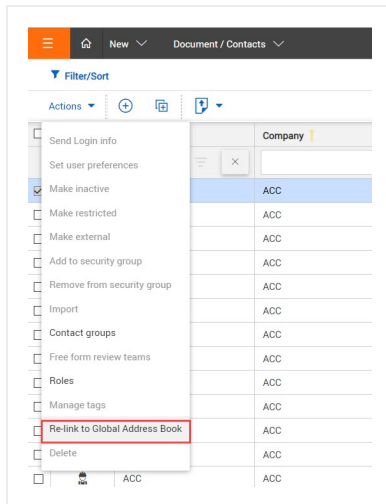 New
Document / Contacts
Filter/Sort
Actions
Company
Send Login info
Set user preferences
Make inactive
ACC
Make restricted
ACC
Make external
ACC
Add to security group
ACC
Remove from security group
ACC
Import
ACC
Contact groups
ACC
Free form review teams
ACC
Roles
ACC
Manage tags
ACC
Re-link to Global Address Book
ACC
Delete
ACC
ACC
ACC